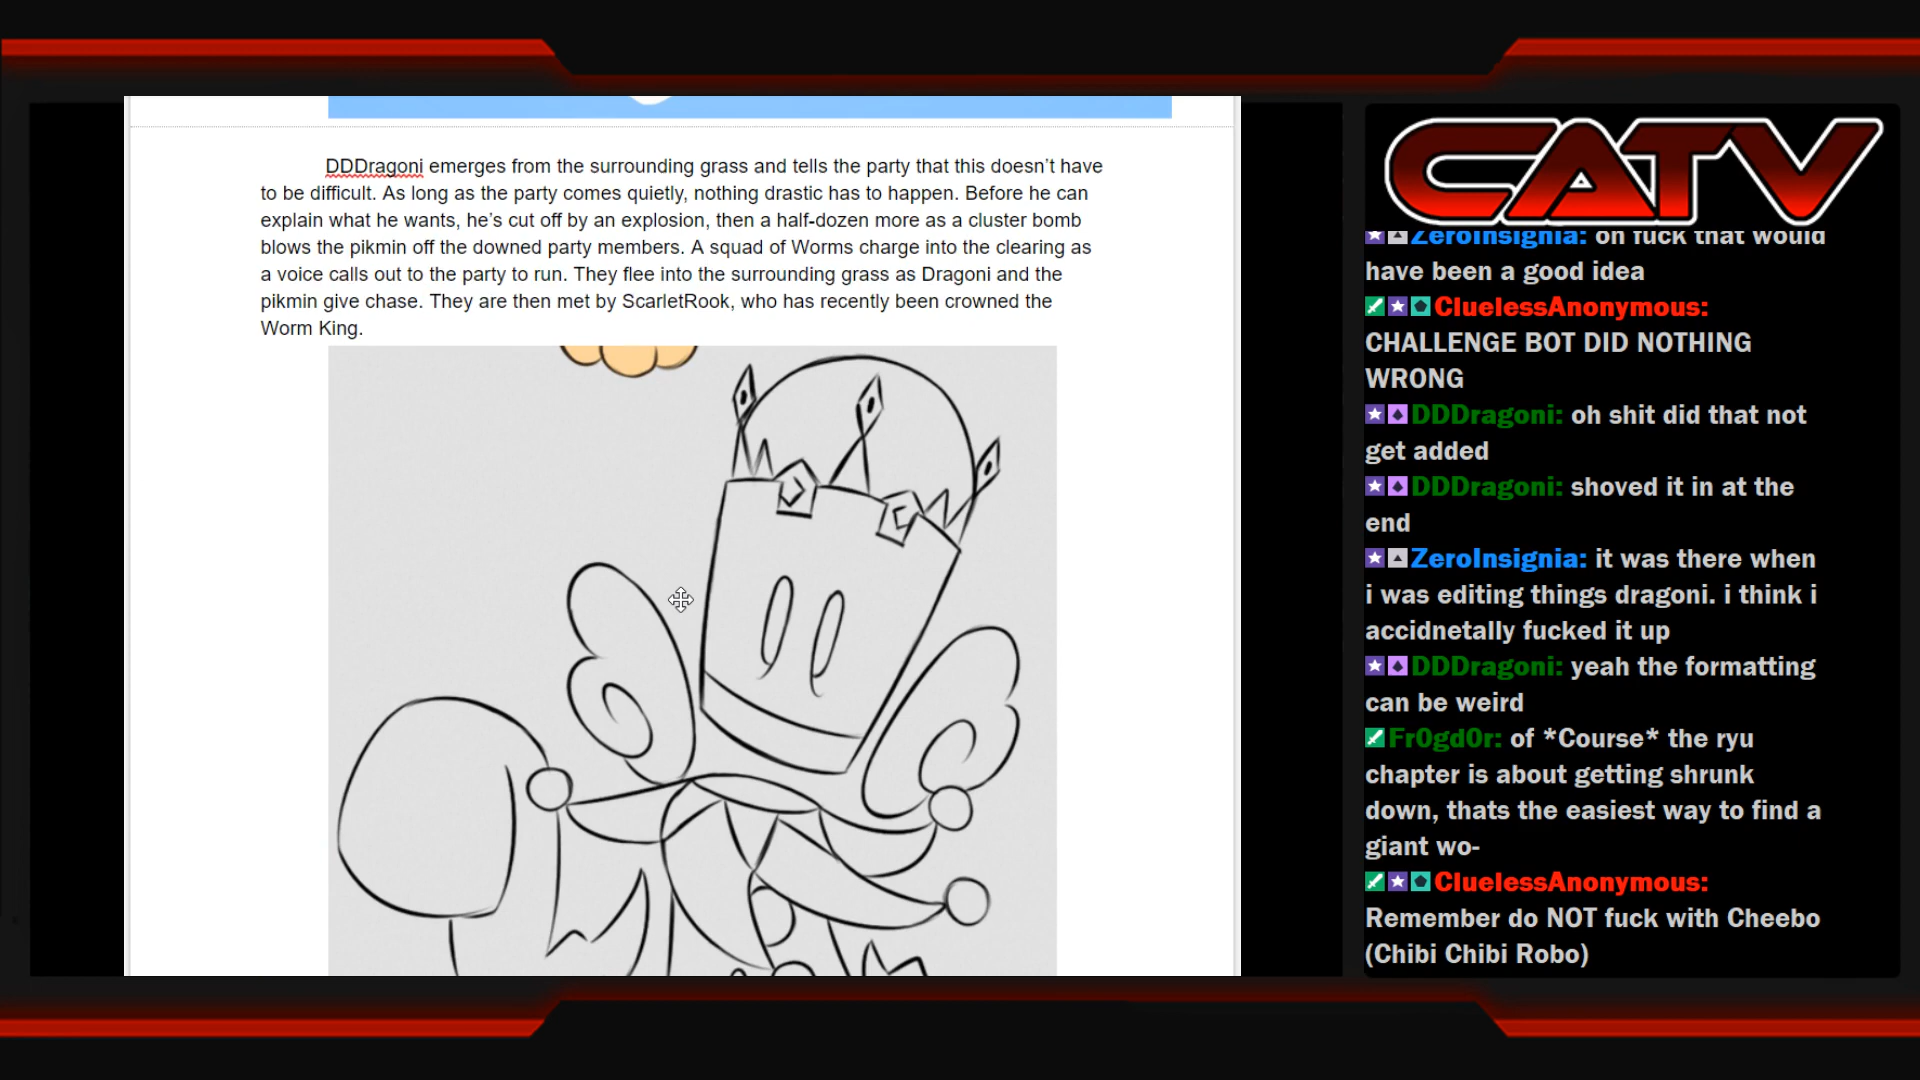 DDDragoni emerges from the surrounding grass and tells the party that this doesn’t have
to be difficult. As long as the party comes quietly, nothing drastic has to happen. Before he can
explain what he wants, he’s cut off by an explosion, then a half-dozen more as a cluster bomb
blows the pikmin off the downed party members. A squad of Worms charge into the clearing as
a voice calls out to the party to run. They flee into the surrounding grass as Dragoni and the
pikmin give chase. They are then met by ScarletRook, who has recently been crowned the
Worm King.
CATV
ZeroInsignia: oh fuck that would
have been a good idea
CluelessAnonymous:
CHALLENGE BOT DID NOTHING
WRONG
DDDragoni: oh shit did that not
get added
DDDragoni: shoved it in at the
end
ZeroInsignia: it was there when
i was editing things dragoni. i think i
accidnetally fucked it up
DDDragoni: yeah the formatting
can be weird
Fr0gd0r: of *Course* the ryu
chapter is about getting shrunk
down, thats the easiest way to find a
giant wo-
CluelessAnonymous:
Remember do NOT fuck with Cheebo
(Chibi Chibi Robo)